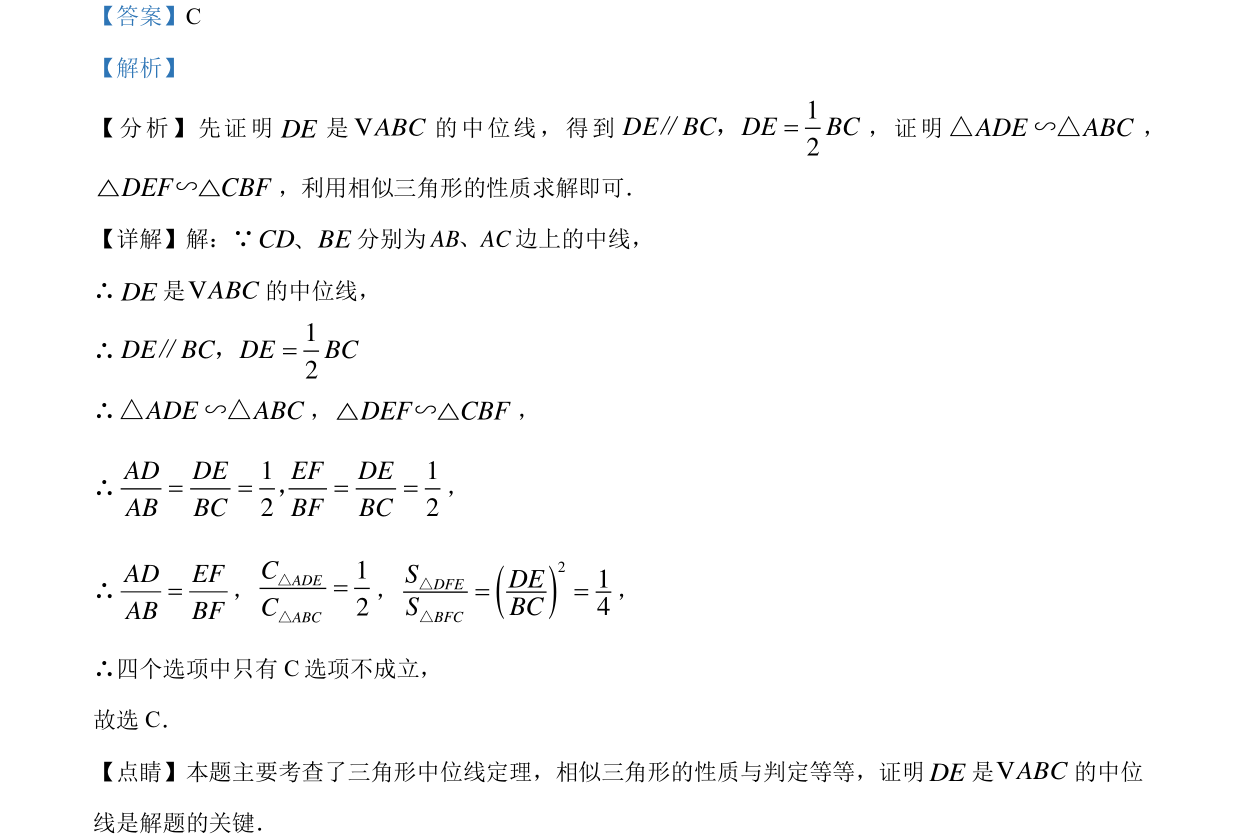 【答案】C
【解析】
【分析】先证明 DE 是 VABC 的中位线，得到 DE∥BC，DE = 1/2 BC，证明 △ADE∽△ABC，
△DEF∽△CBF，利用相似三角形的性质求解即可．
【详解】解：∵ CD、BE 分别为 AB、AC 边上的中线，
∴ DE 是 VABC 的中位线，
∴ DE∥BC，DE = 1/2 BC
∴ △ADE∽△ABC，△DEF∽△CBF，
∴ AD/AB = DE/BC = 1/2, EF/BF = DE/BC = 1/2，
∴ AD/AB = EF/BF，C△ADE/C△ABC = 1/2，S△DFE/S△BFC = (DE/BC)² = 1/4，
∴四个选项中只有 C 选项不成立，
故选 C．
【点睛】本题主要考查了三角形中位线定理，相似三角形的性质与判定等等，证明 DE 是 VABC 的中位
线是解题的关键．